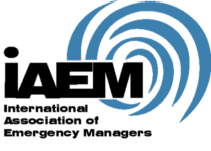 iAEM
International
Association of
Emergency Managers